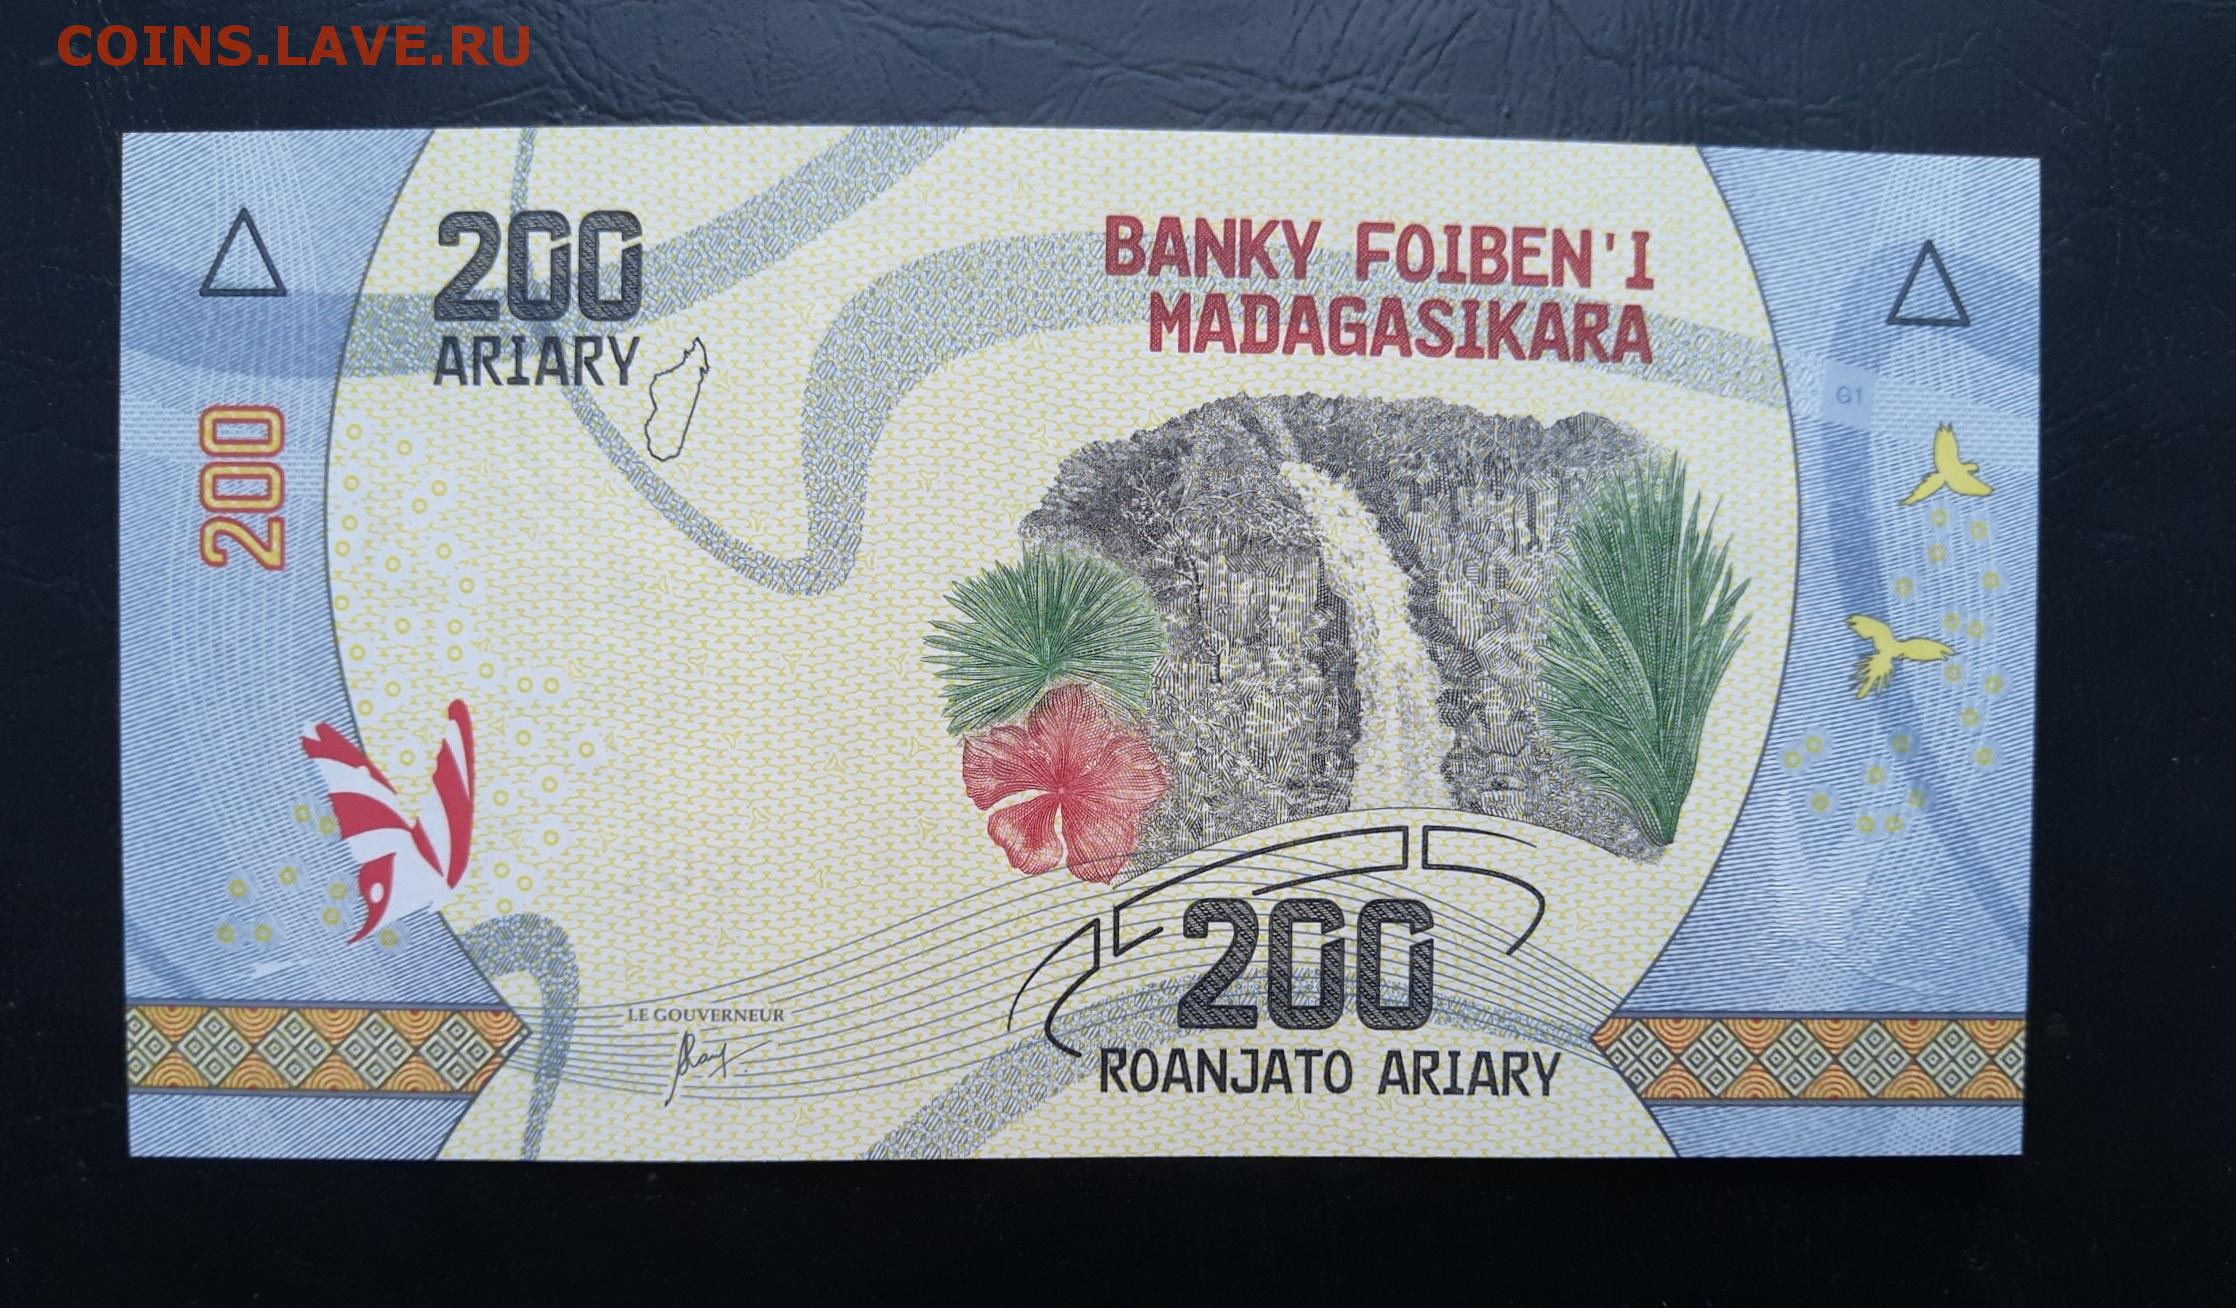 COINS.LAVE.RU
200
ARIARY
BANKY FOIBEN'I
MADAGASIKARA
G1
200
LE GOUVERNEUR
200
ROANJATO ARIARY